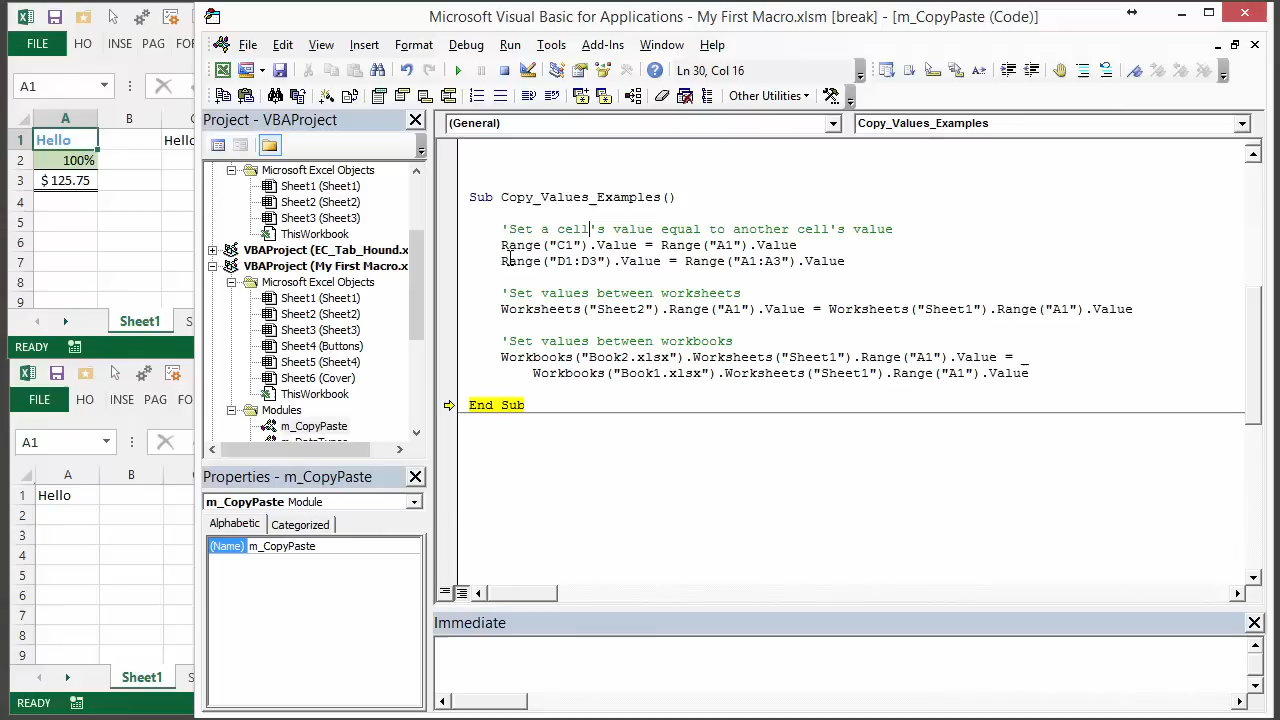 Microsoft Visual Basic for Applications - My First Macro.xlsm [break] - [m_CopyPaste (Code)]
FILE HO INSE PAG FOR
File Edit View Insert Format Debug Run Tools Add-Ins Window Help
Ln 30, Col 16
Other Utilities
A1
A B
1 Hello Hello
2 100%
3 $ 125.75
4
5
6
7
8
9
Sheet1 S
READY
FILE HO INSE PAG FO
A1
A B
1 Hello
2
3
4
5
6
7
8
9
Sheet1 S
READY
Project - VBAProject
Microsoft Excel Objects
Sheet1 (Sheet1)
Sheet2 (Sheet2)
Sheet3 (Sheet3)
ThisWorkbook
VBAProject (EC_Tab_Hound.x
VBAProject (My First Macro.x
Microsoft Excel Objects
Sheet1 (Sheet1)
Sheet2 (Sheet2)
Sheet3 (Sheet3)
Sheet4 (Buttons)
Sheet5 (Sheet4)
Sheet6 (Cover)
ThisWorkbook
Modules
m_CopyPaste
Properties - m_CopyPaste
m_CopyPaste Module
Alphabetic Categorized
(Name) m_CopyPaste
(General) Copy_Values_Examples
Sub Copy_Values_Examples()
'Set a cell's value equal to another cell's value
Range("C1").Value = Range("A1").Value
Range("D1:D3").Value = Range("A1:A3").Value
'Set values between worksheets
Worksheets("Sheet2").Range("A1").Value = Worksheets("Sheet1").Range("A1").Value
'Set values between workbooks
Workbooks("Book2.xlsx").Worksheets("Sheet1").Range("A1").Value = _
Workbooks("Book1.xlsx").Worksheets("Sheet1").Range("A1").Value
End Sub
Immediate